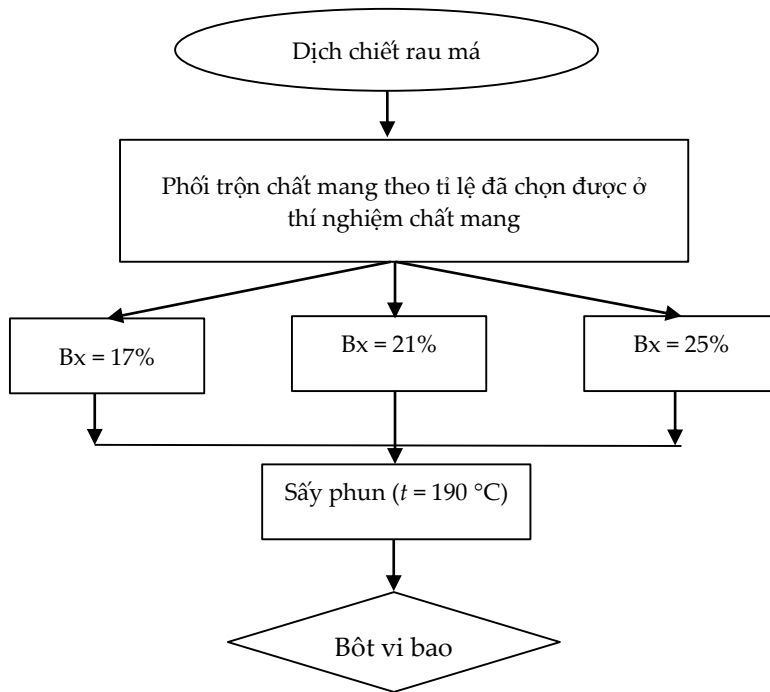 Dịch chiết rau má
Phối trộn chất mang theo tỉ lệ đã chọn được ở
thí nghiệm chất mang
Bx = 17%
Bx = 21%
Bx = 25%
Sấy phun (t = 190 °C)
Bôt vi bao